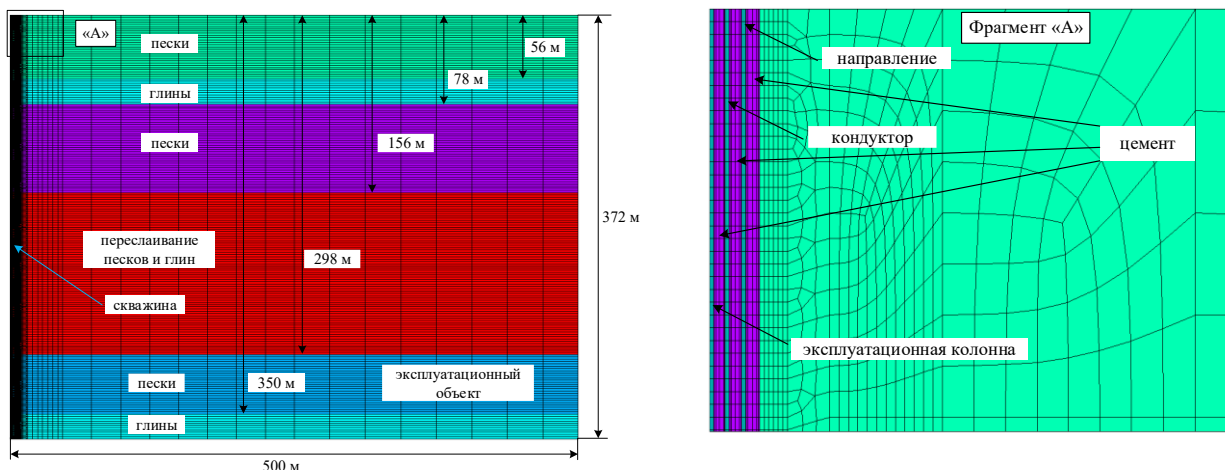 «А»
пески
56 м
78 м
глины
пески
156 м
372 м
переслаивание
песков и глин
298 м
скважина
пески
350 м
эксплуатационный
объект
глины
500 м
Фрагмент «А»
направление
кондуктор
цемент
эксплуатационная колонна